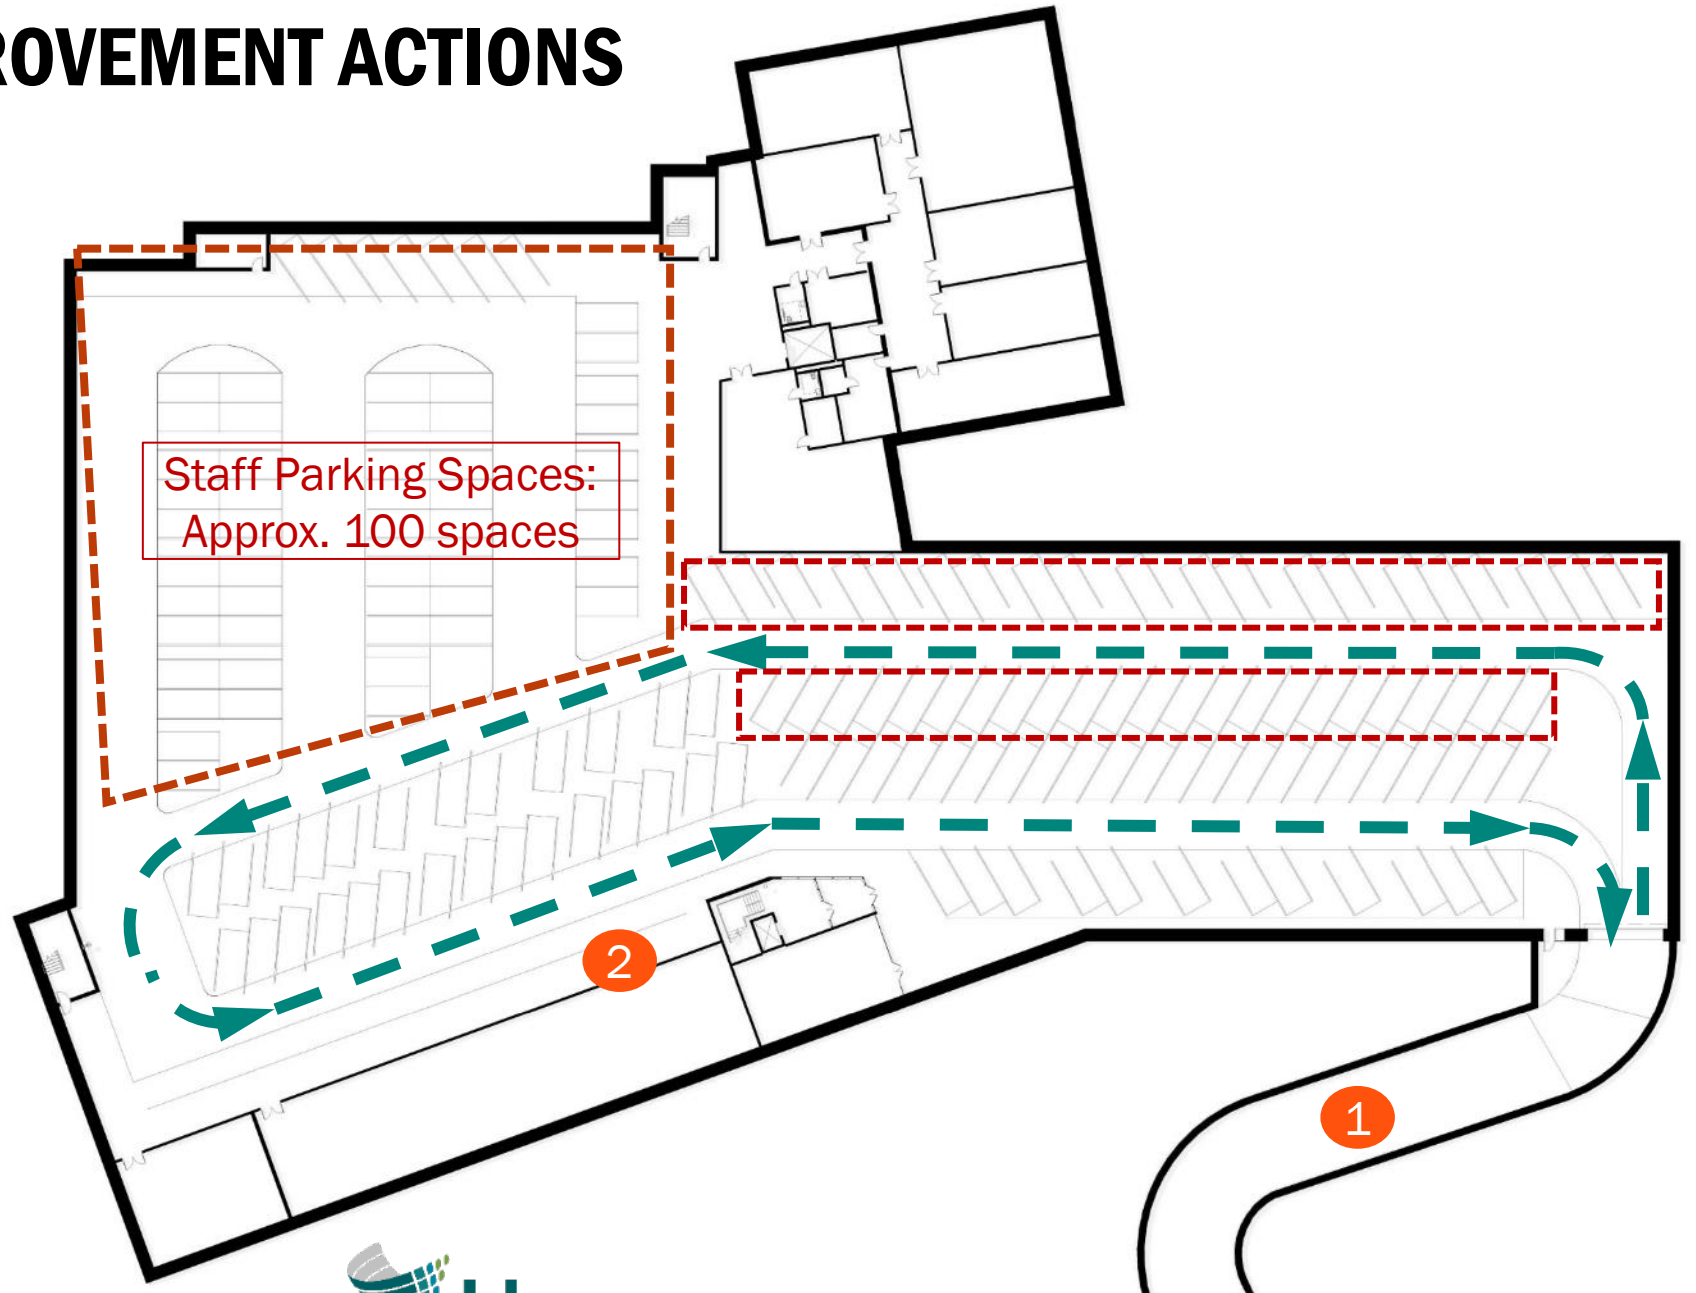 ROVEMENT ACTIONS
Staff Parking Spaces:
Approx. 100 spaces
2
1